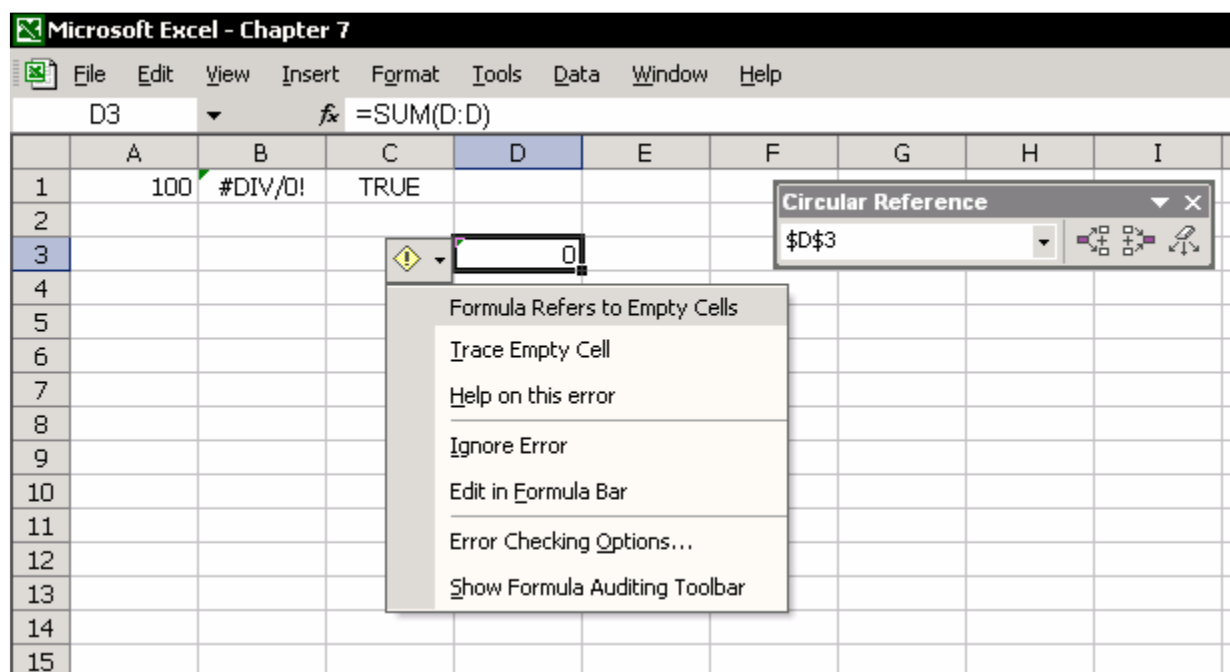 Microsoft Excel - Chapter 7
File Edit View Insert Format Tools Data Window Help
D3 fx =SUM(D:D)
A B C D E F G H I
1 100 #DIV/0! TRUE
Circular Reference
2
$D$3
3 0
4
Formula Refers to Empty Cells
5
6 Trace Empty Cell
7 Help on this error
8
9 Ignore Error
10 Edit in Formula Bar
11
12 Error Checking Options...
13 Show Formula Auditing Toolbar
14
15